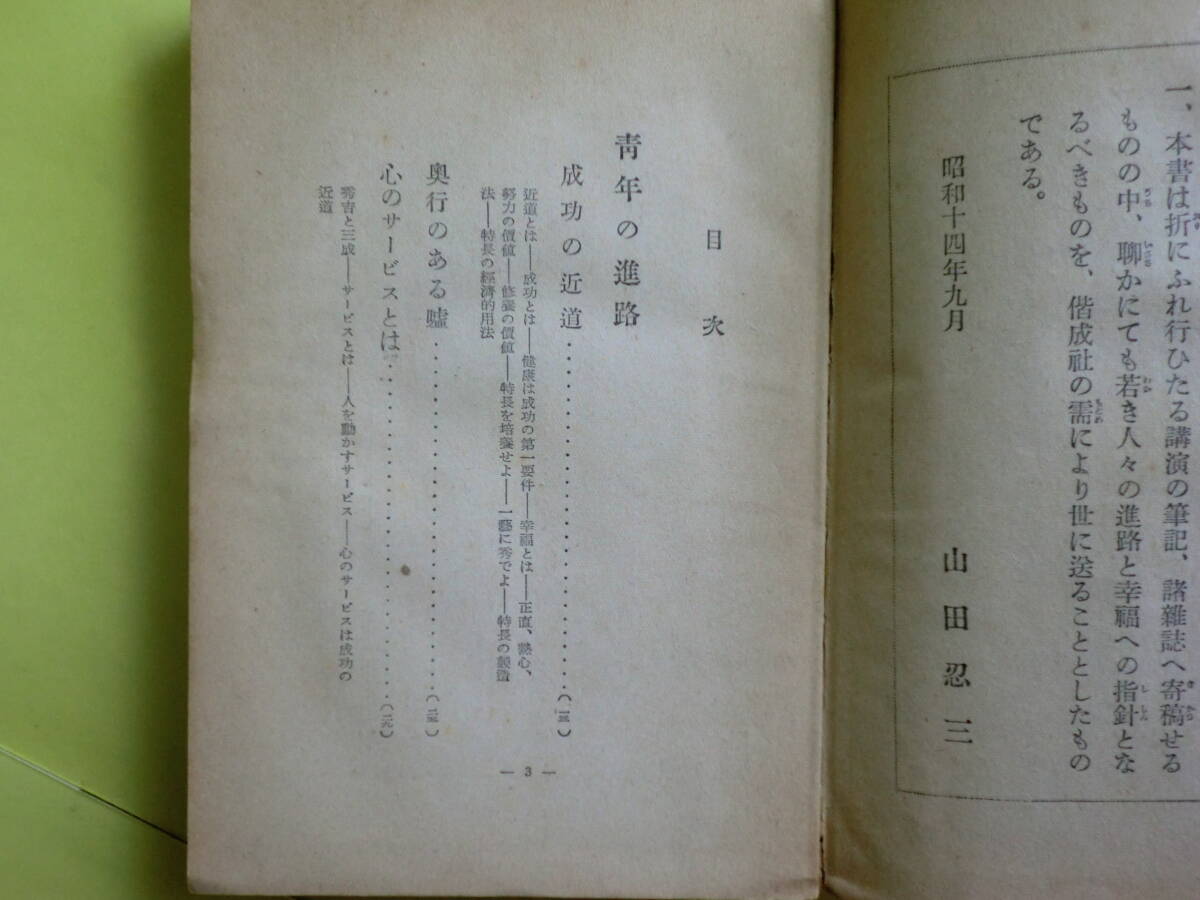 一、本書は折にふれ行ひたる講演の筆記、諸雜誌へ寄稿せる
ものの中、聊かにても若き人々の進路と幸福への指針とな
るべきものを、偕成社の需により世に送ることとしたもの
である。
昭和十四年九月
山田忍三
目次
靑年の進路
成功の近道
近道とは——成功とは——健康は成功の第一要件——幸福とは——正直、熱心、
努力の價値——修養の價値——特長を培養せよ——一藝に秀でよ——特長の製造
法——特長の經濟的用法
奧行のある嘘
心のサービスとは
秀吉と三成——サービスとは——人を動かすサービス——心のサービスは成功の
近道
— 3 —